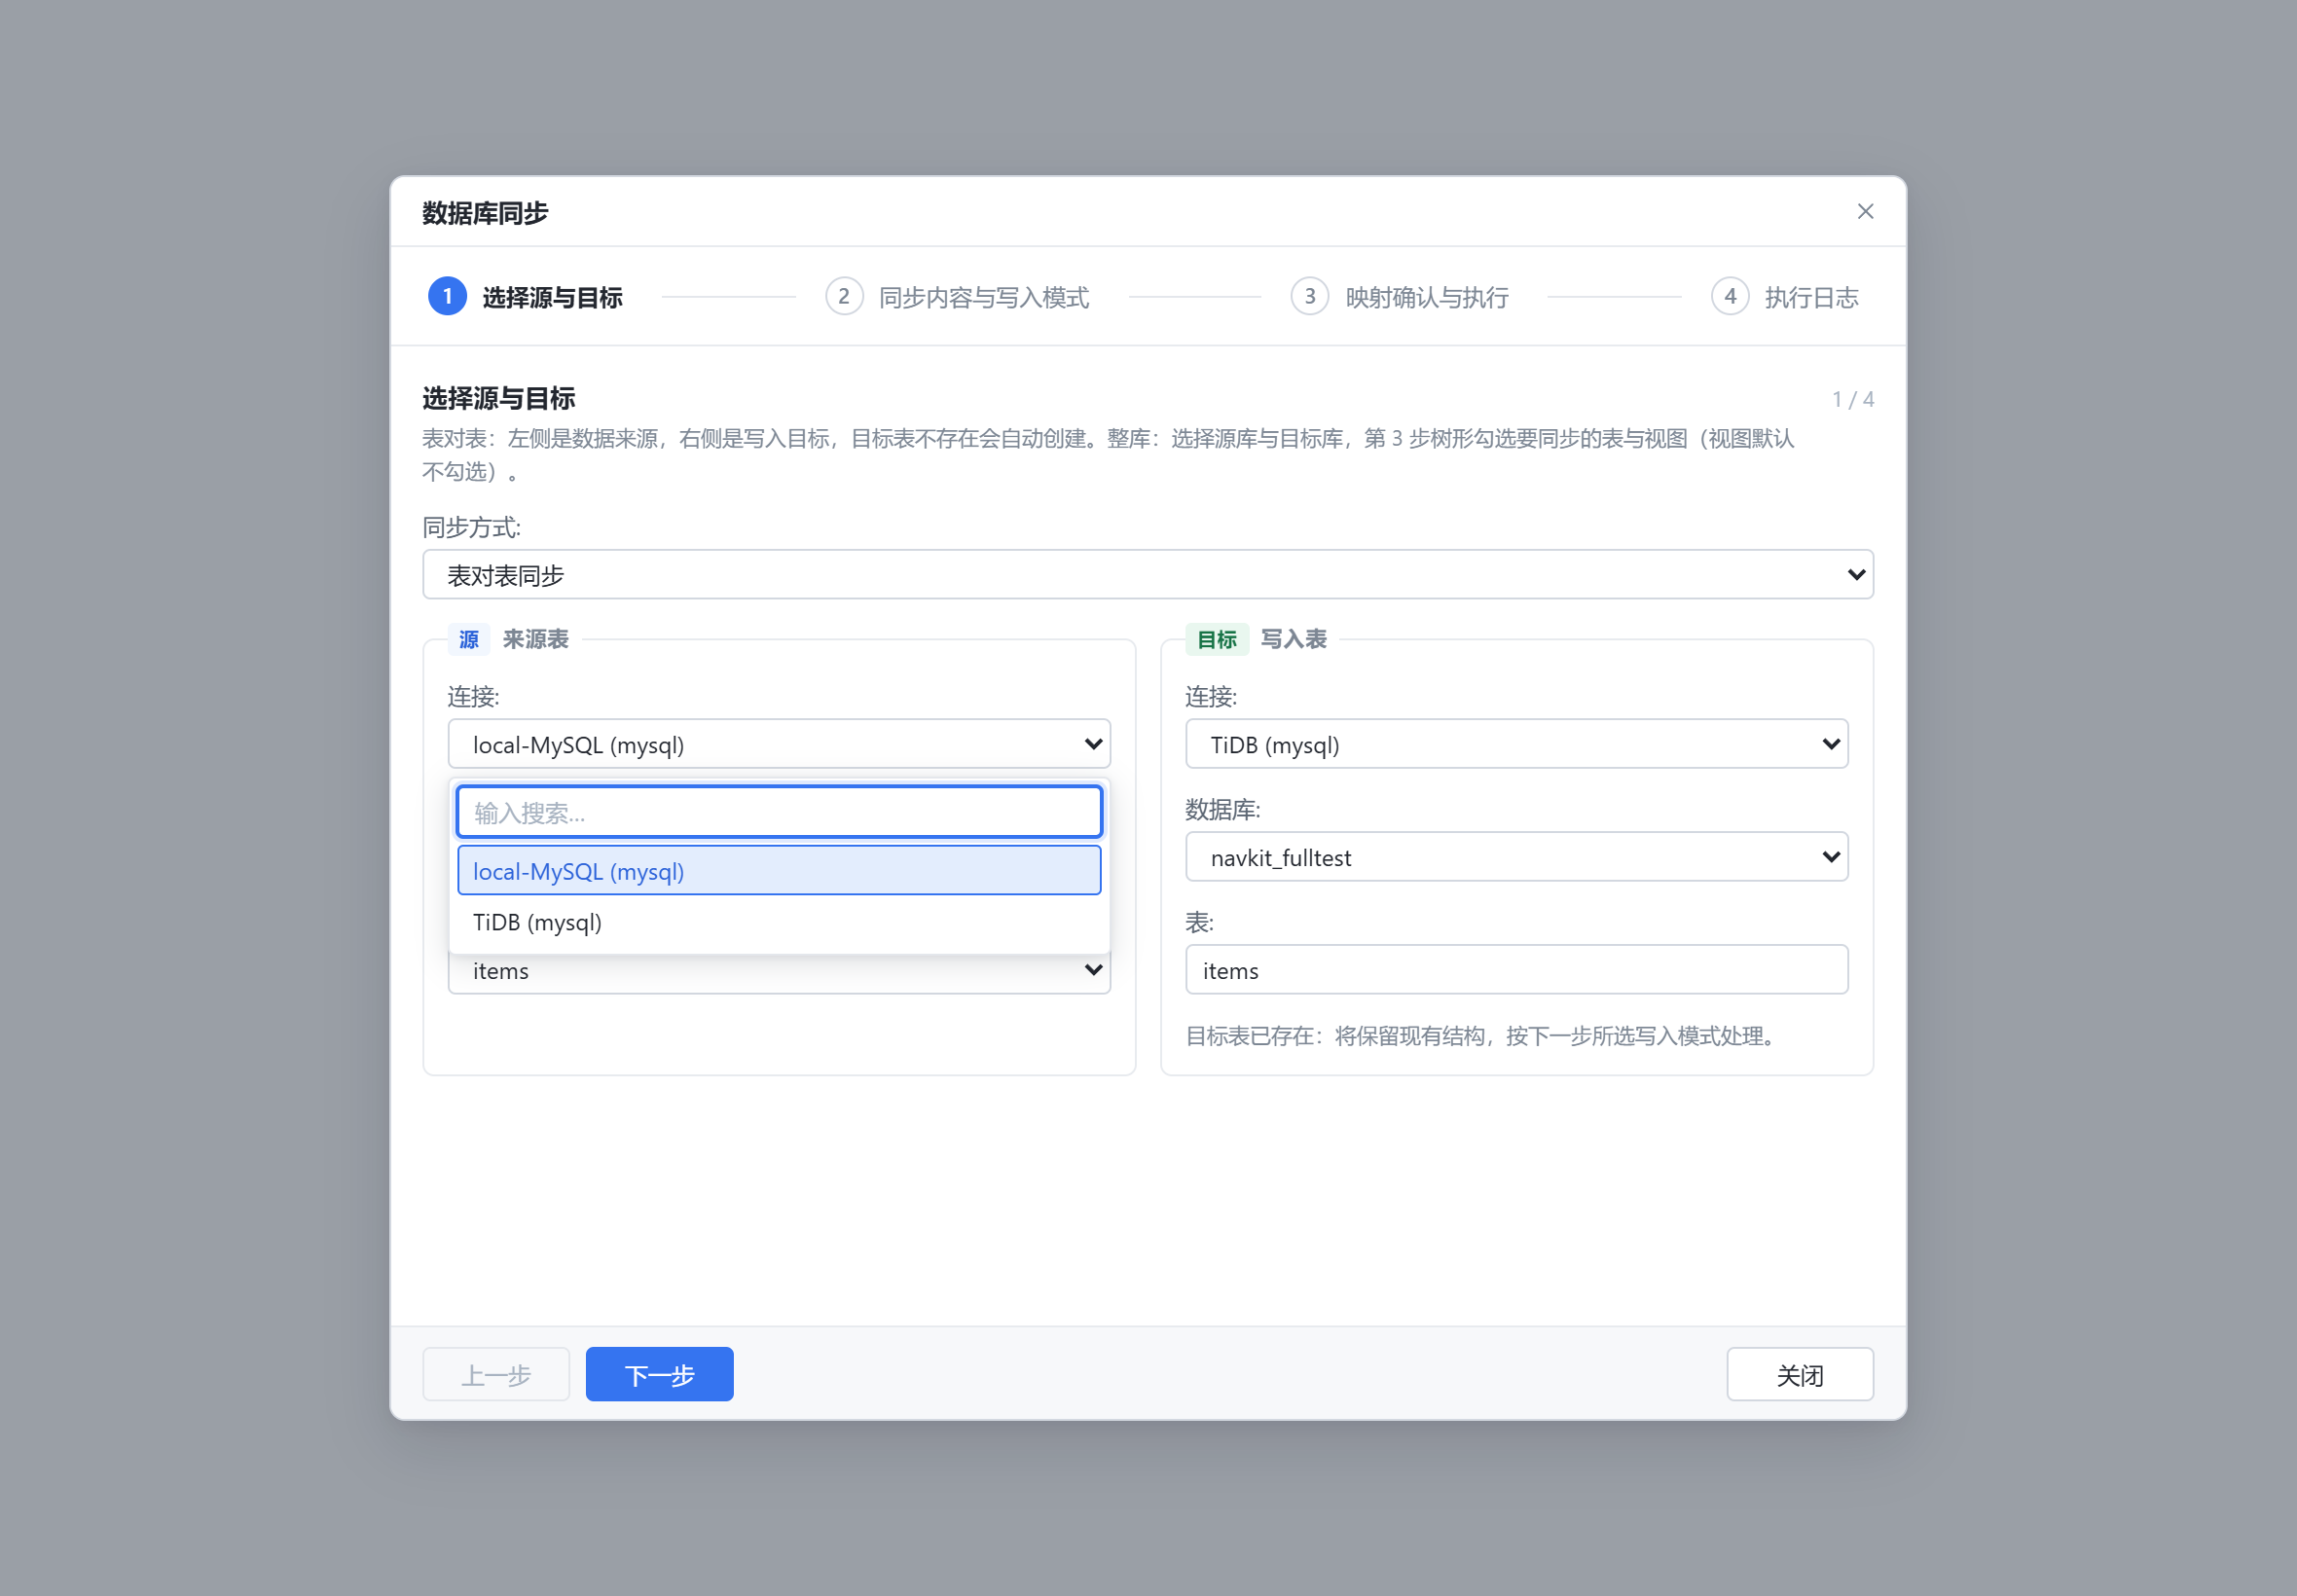 数据库同步
1 选择源与目标
2 同步内容与写入模式
3 映射确认与执行
4 执行日志
选择源与目标
1 / 4
表对表：左侧是数据来源，右侧是写入目标，目标表不存在会自动创建。整库：选择源库与目标库，第 3 步树形勾选要同步的表与视图（视图默认
不勾选）。
同步方式:
表对表同步
源 来源表
连接:
local-MySQL (mysql)
输入搜索...
local-MySQL (mysql)
TiDB (mysql)
items
目标 写入表
连接:
TiDB (mysql)
数据库:
navkit_fulltest
表:
items
目标表已存在：将保留现有结构，按下一步所选写入模式处理。
上一步
下一步
关闭